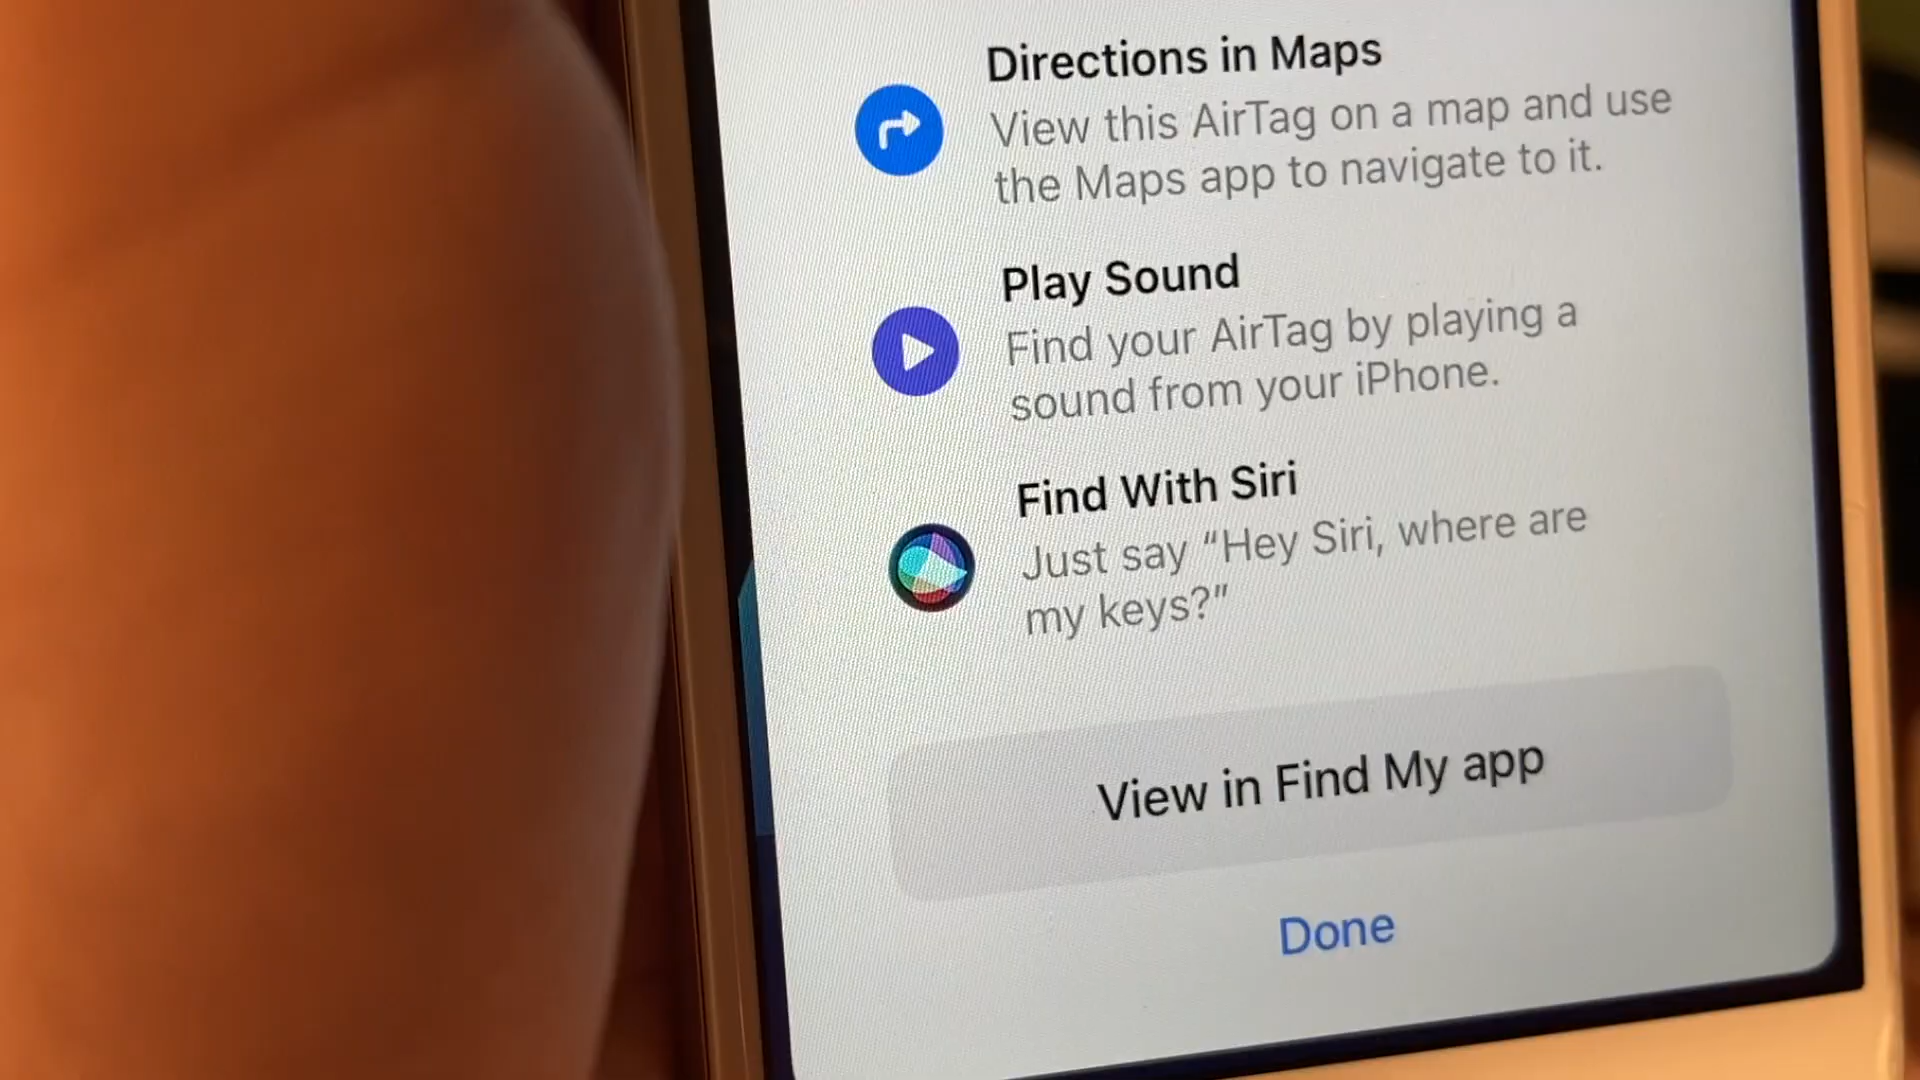 Directions in Maps
View this AirTag on a map and use
the Maps app to navigate to it.
Play Sound
Find your AirTag by playing a
sound from your iPhone.
Find With Siri
Just say “Hey Siri, where are
my keys?”
View in Find My app
Done